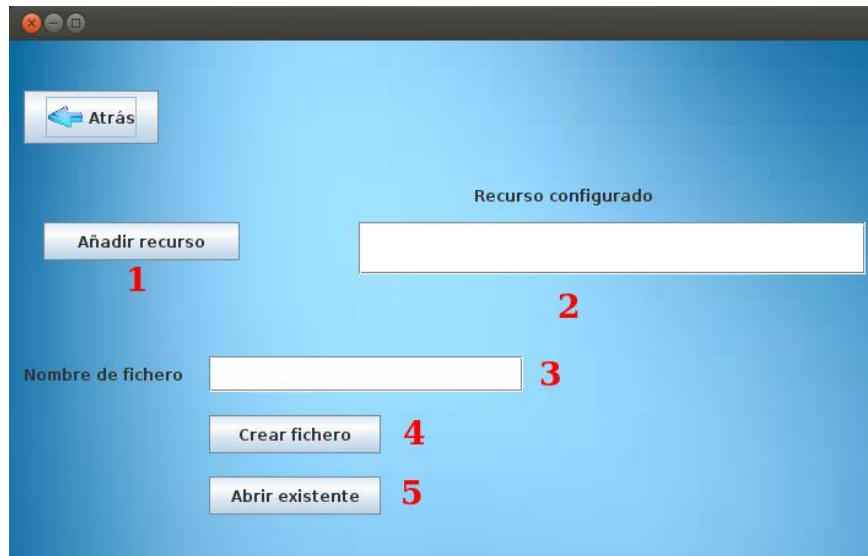 Atrás
Recurso configurado
Añadir recurso
1
2
Nombre de fichero
3
Crear fichero
4
Abrir existente
5